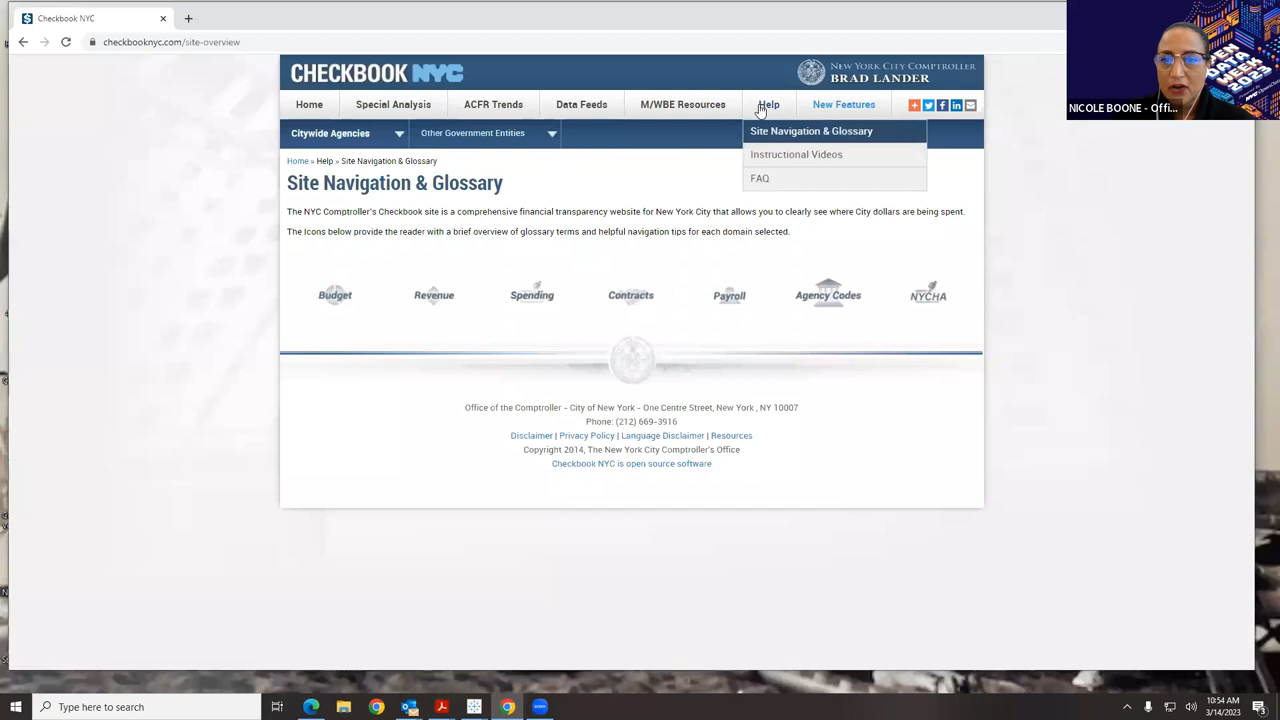 Checkbook NYC
checkbooknyc.com/site-overview
CHECKBOOK NYC
NEW YORK CITY COMPTROLLER
BRAD LANDER
Home
Special Analysis
ACFR Trends
Data Feeds
M/WBE Resources
Help
New Features
Citywide Agencies
Other Government Entities
Site Navigation & Glossary
Instructional Videos
FAQ
Home » Help » Site Navigation & Glossary
Site Navigation & Glossary
The NYC Comptroller's Checkbook site is a comprehensive financial transparency website for New York City that allows you to clearly see where City dollars are being spent.
The Icons below provide the reader with a brief overview of glossary terms and helpful navigation tips for each domain selected.
Budget
Revenue
Spending
Contracts
Payroll
Agency Codes
NYCHA
Office of the Comptroller - City of New York - One Centre Street, New York , NY 10007
Phone: (212) 669-3916
Disclaimer | Privacy Policy | Language Disclaimer | Resources
Copyright 2014, The New York City Comptroller's Office
Checkbook NYC is open source software
NICOLE BOONE - Offi...
DATA
WEEK
2023
Type here to search
10:54 AM
3/14/2023
3